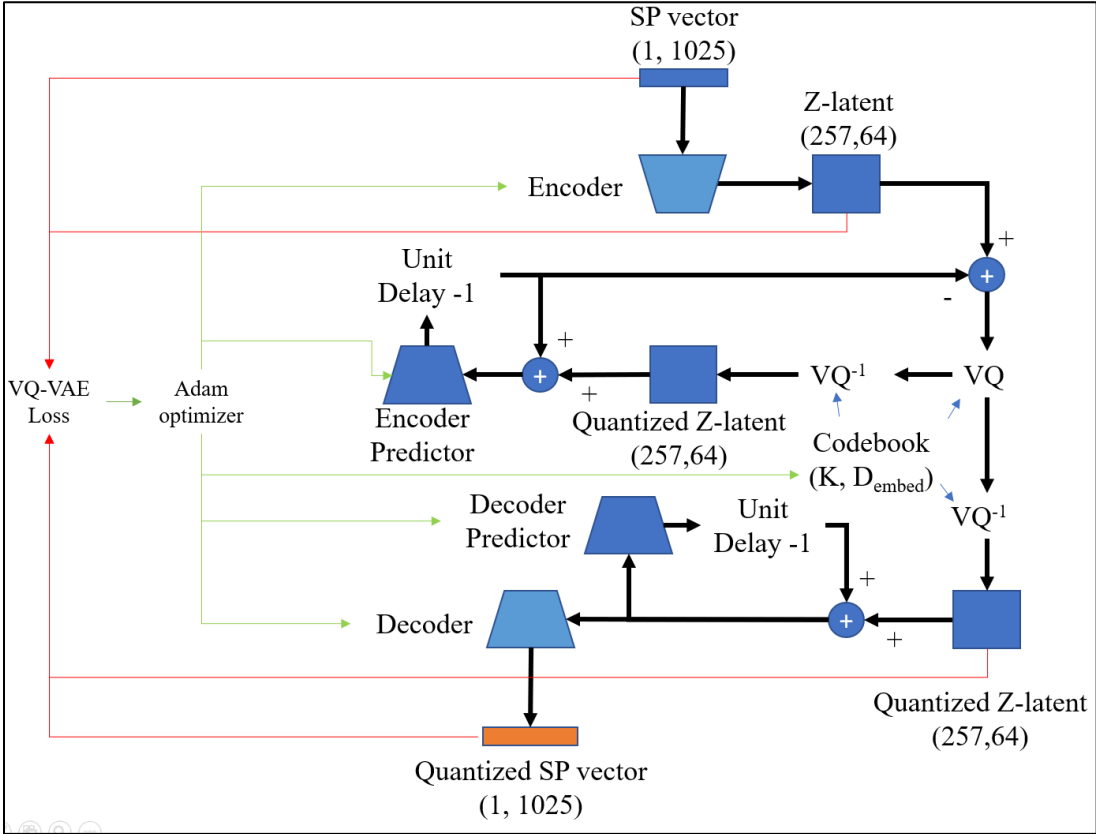 SP vector
(1, 1025)
Z-latent
(257,64)
Encoder
+
+
-
Unit
Delay -1
+
+
+
VQ-VAE
Loss
Adam
optimizer
Encoder
Predictor
Quantized Z-latent
(257,64)
VQ-1
VQ
Codebook
(K, Dembed)
VQ-1
Decoder
Predictor
Unit
Delay -1
+
+
+
Decoder
Quantized Z-latent
(257,64)
Quantized SP vector
(1, 1025)